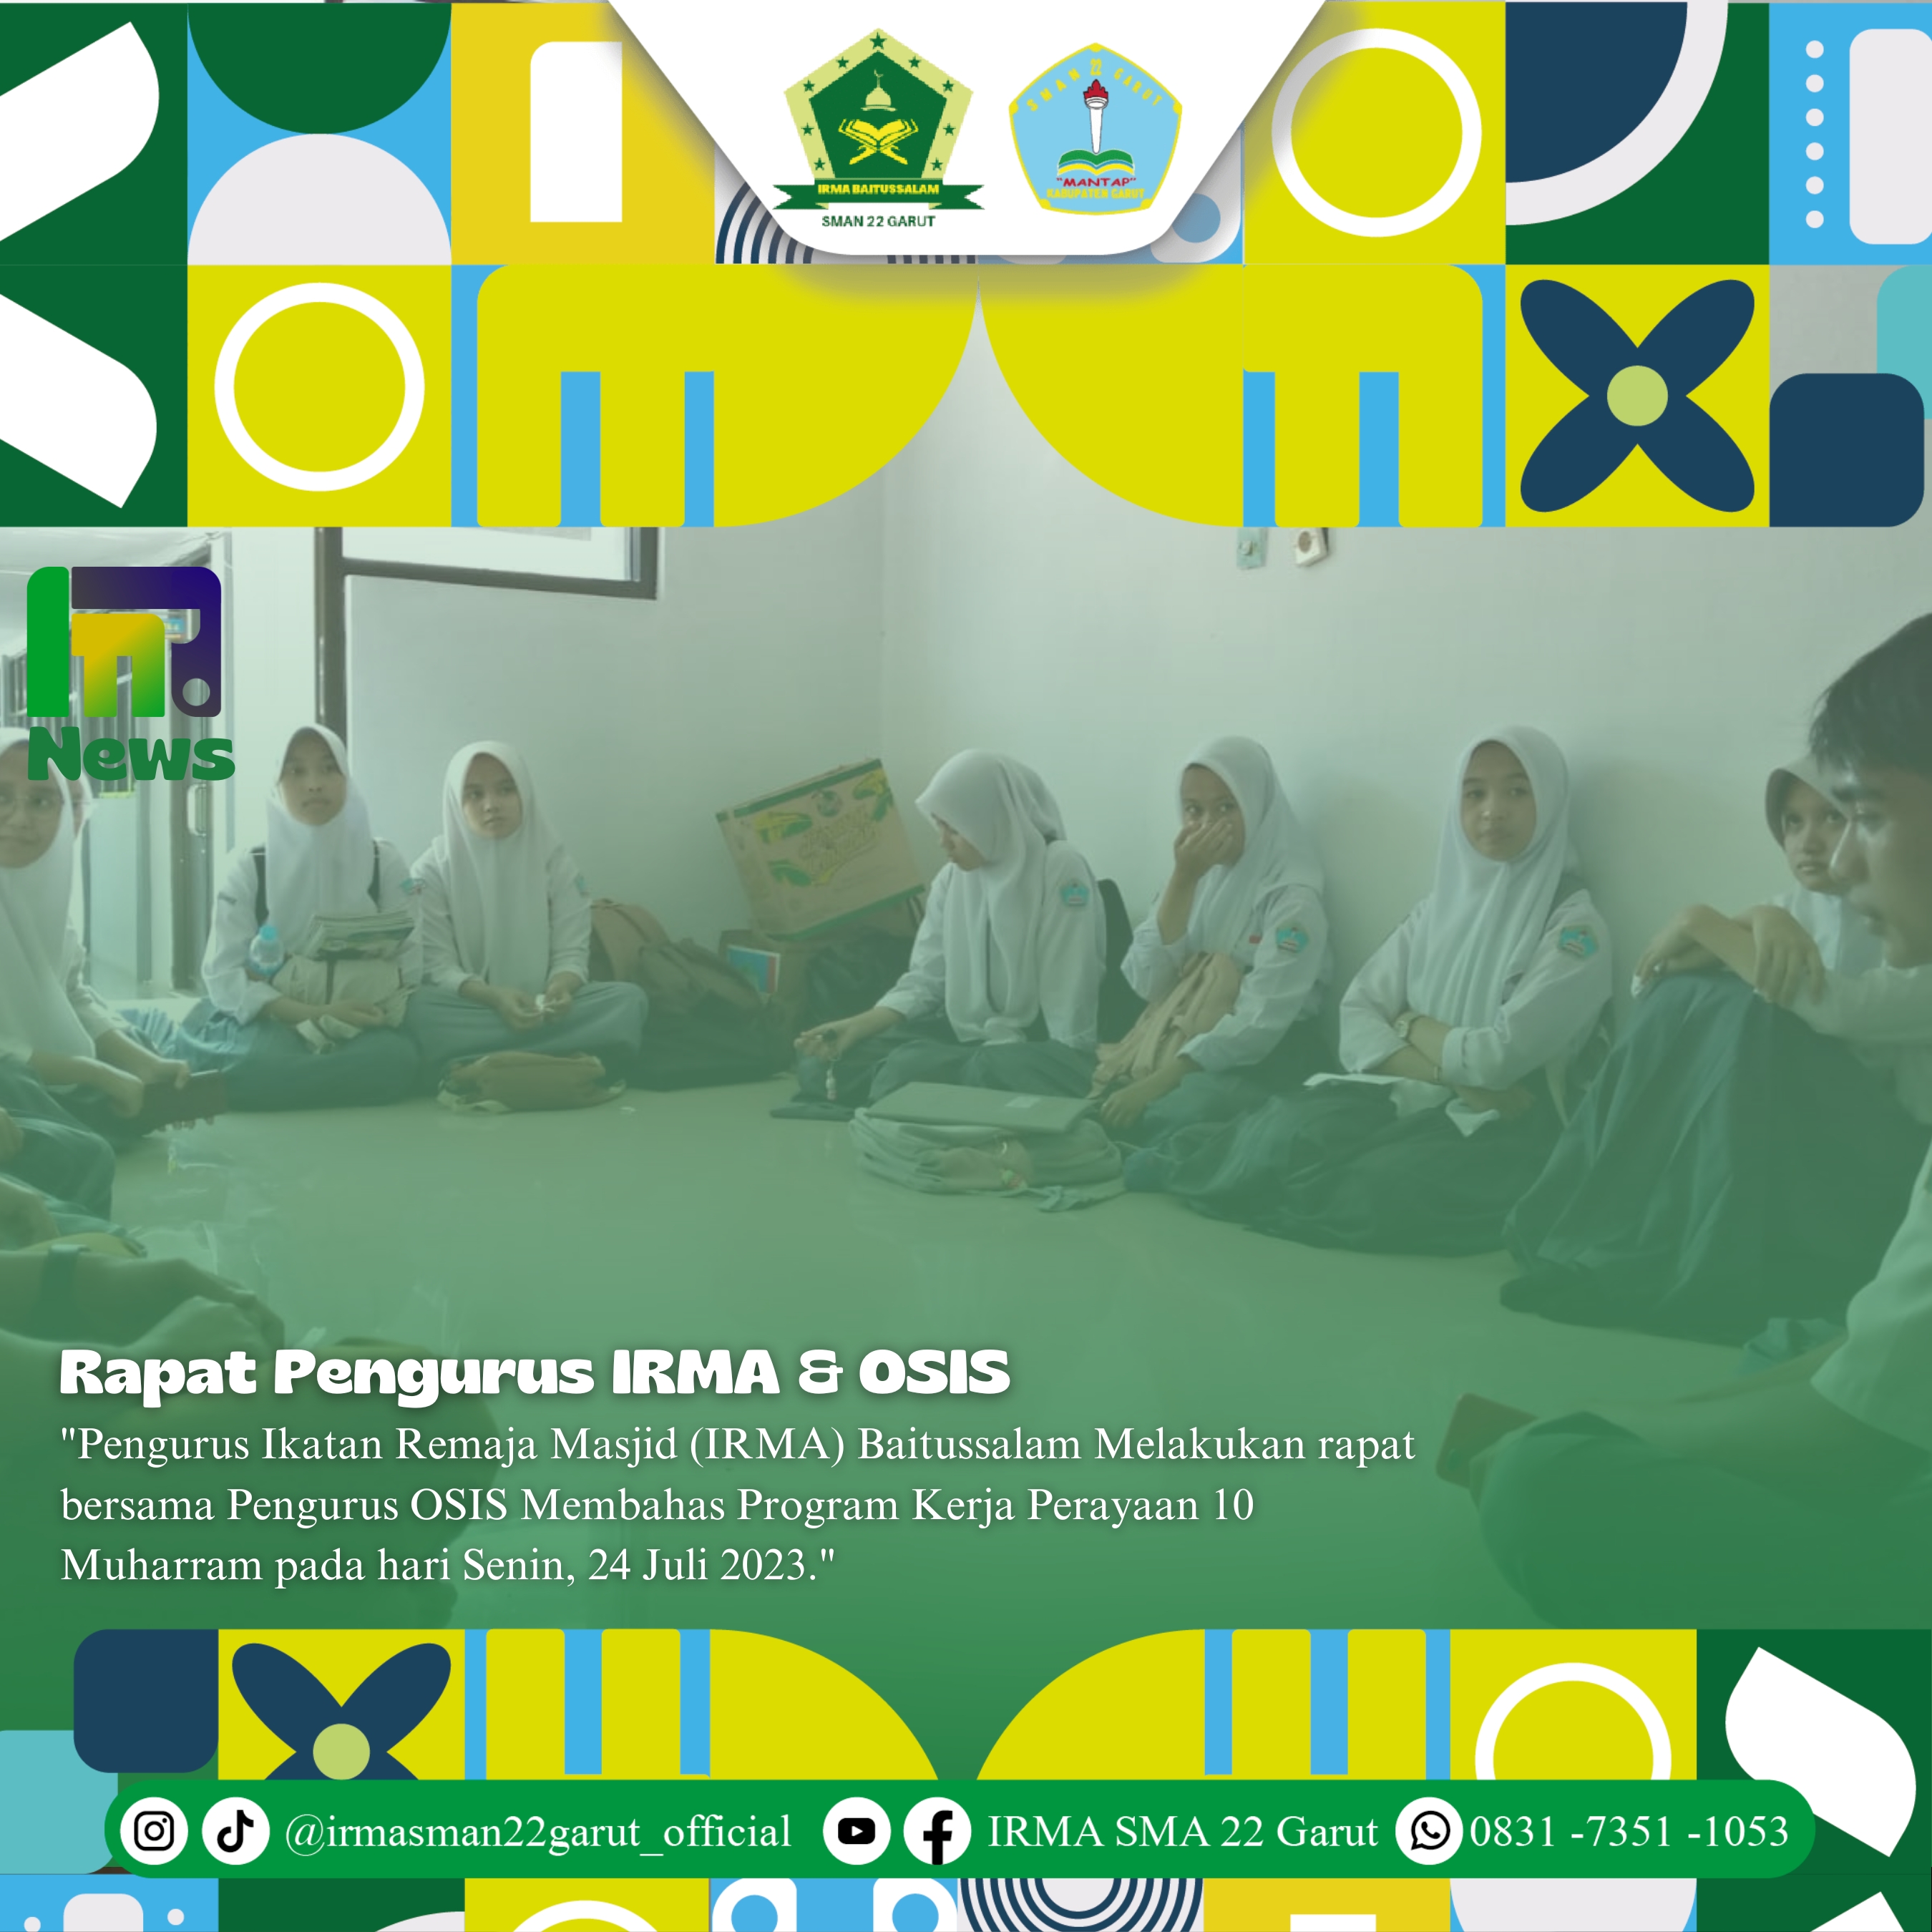 IRMA BAITUSSALAM
SMAN 22 GARUT
SMAN 22 GARUT
"MANTAP"
KABUPATEN GARUT
News
Rapat Pengurus IRMA & OSIS
"Pengurus Ikatan Remaja Masjid (IRMA) Baitussalam Melakukan rapat
bersama Pengurus OSIS Membahas Program Kerja Perayaan 10
Muharram pada hari Senin, 24 Juli 2023."
@irmasman22garut_official IRMA SMA 22 Garut 0831 -7351 -1053